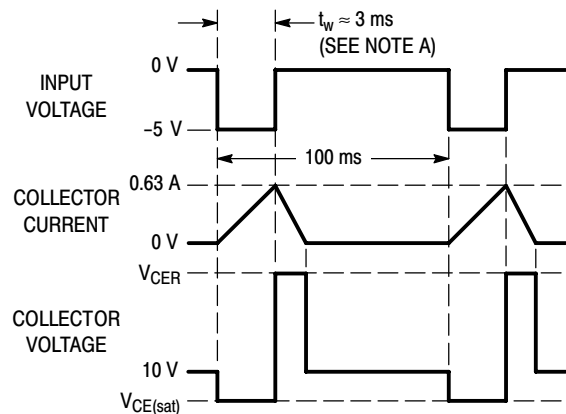 t_w ≈ 3 ms
(SEE NOTE A)
0 V
INPUT
VOLTAGE
–5 V
100 ms
0.63 A
COLLECTOR
CURRENT
0 V
V_CER
COLLECTOR
VOLTAGE
10 V
V_CE(sat)